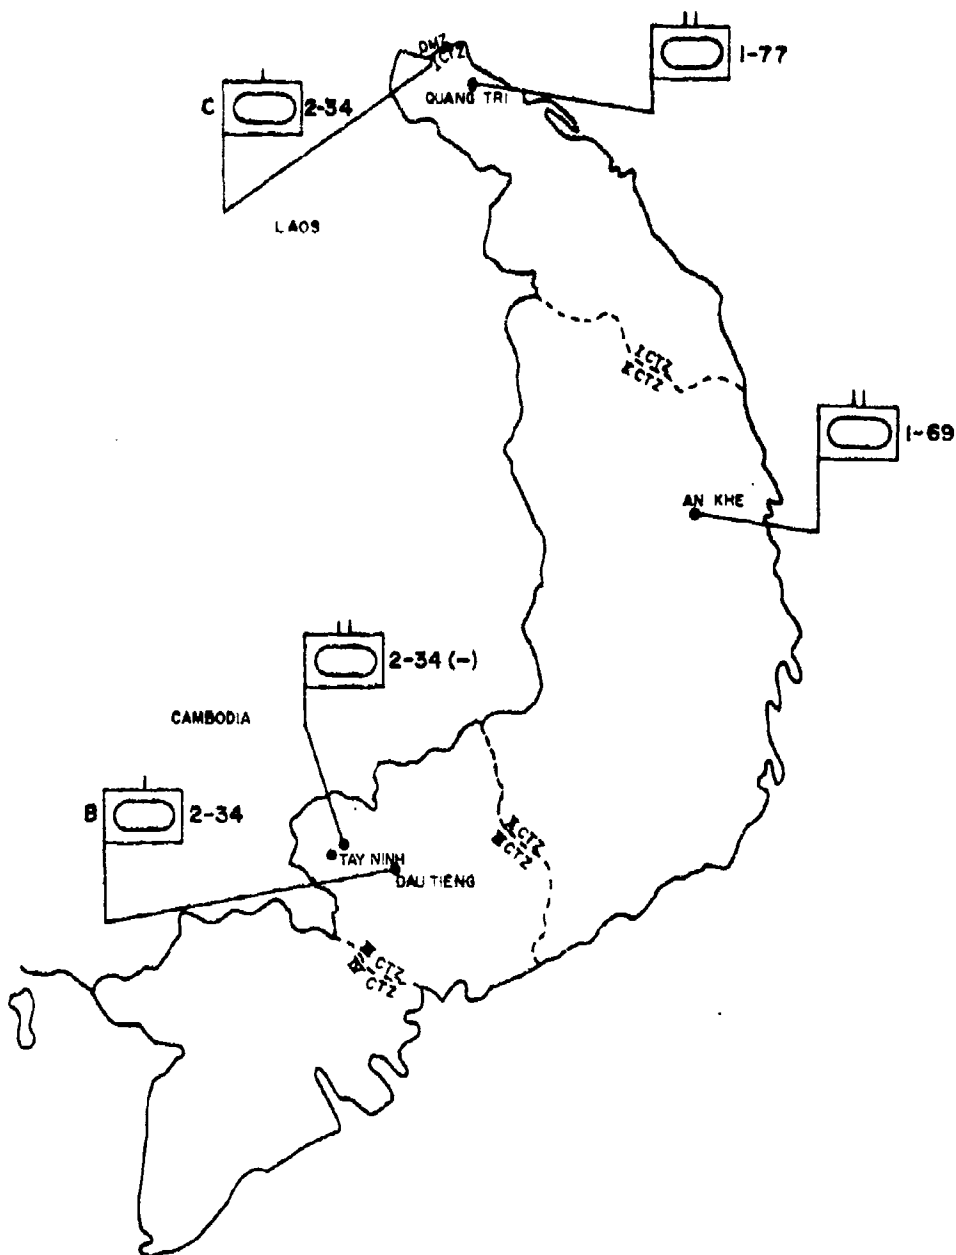 DMZ
I CTZ
1-77
QUANG TRI
C 2-34
LAOS
I CTZ
II CTZ
1-69
AN KHE
2-34 (-)
CAMBODIA
B 2-34
II CTZ
III CTZ
TAY NINH
DAU TIENG
III CTZ
IV CTZ